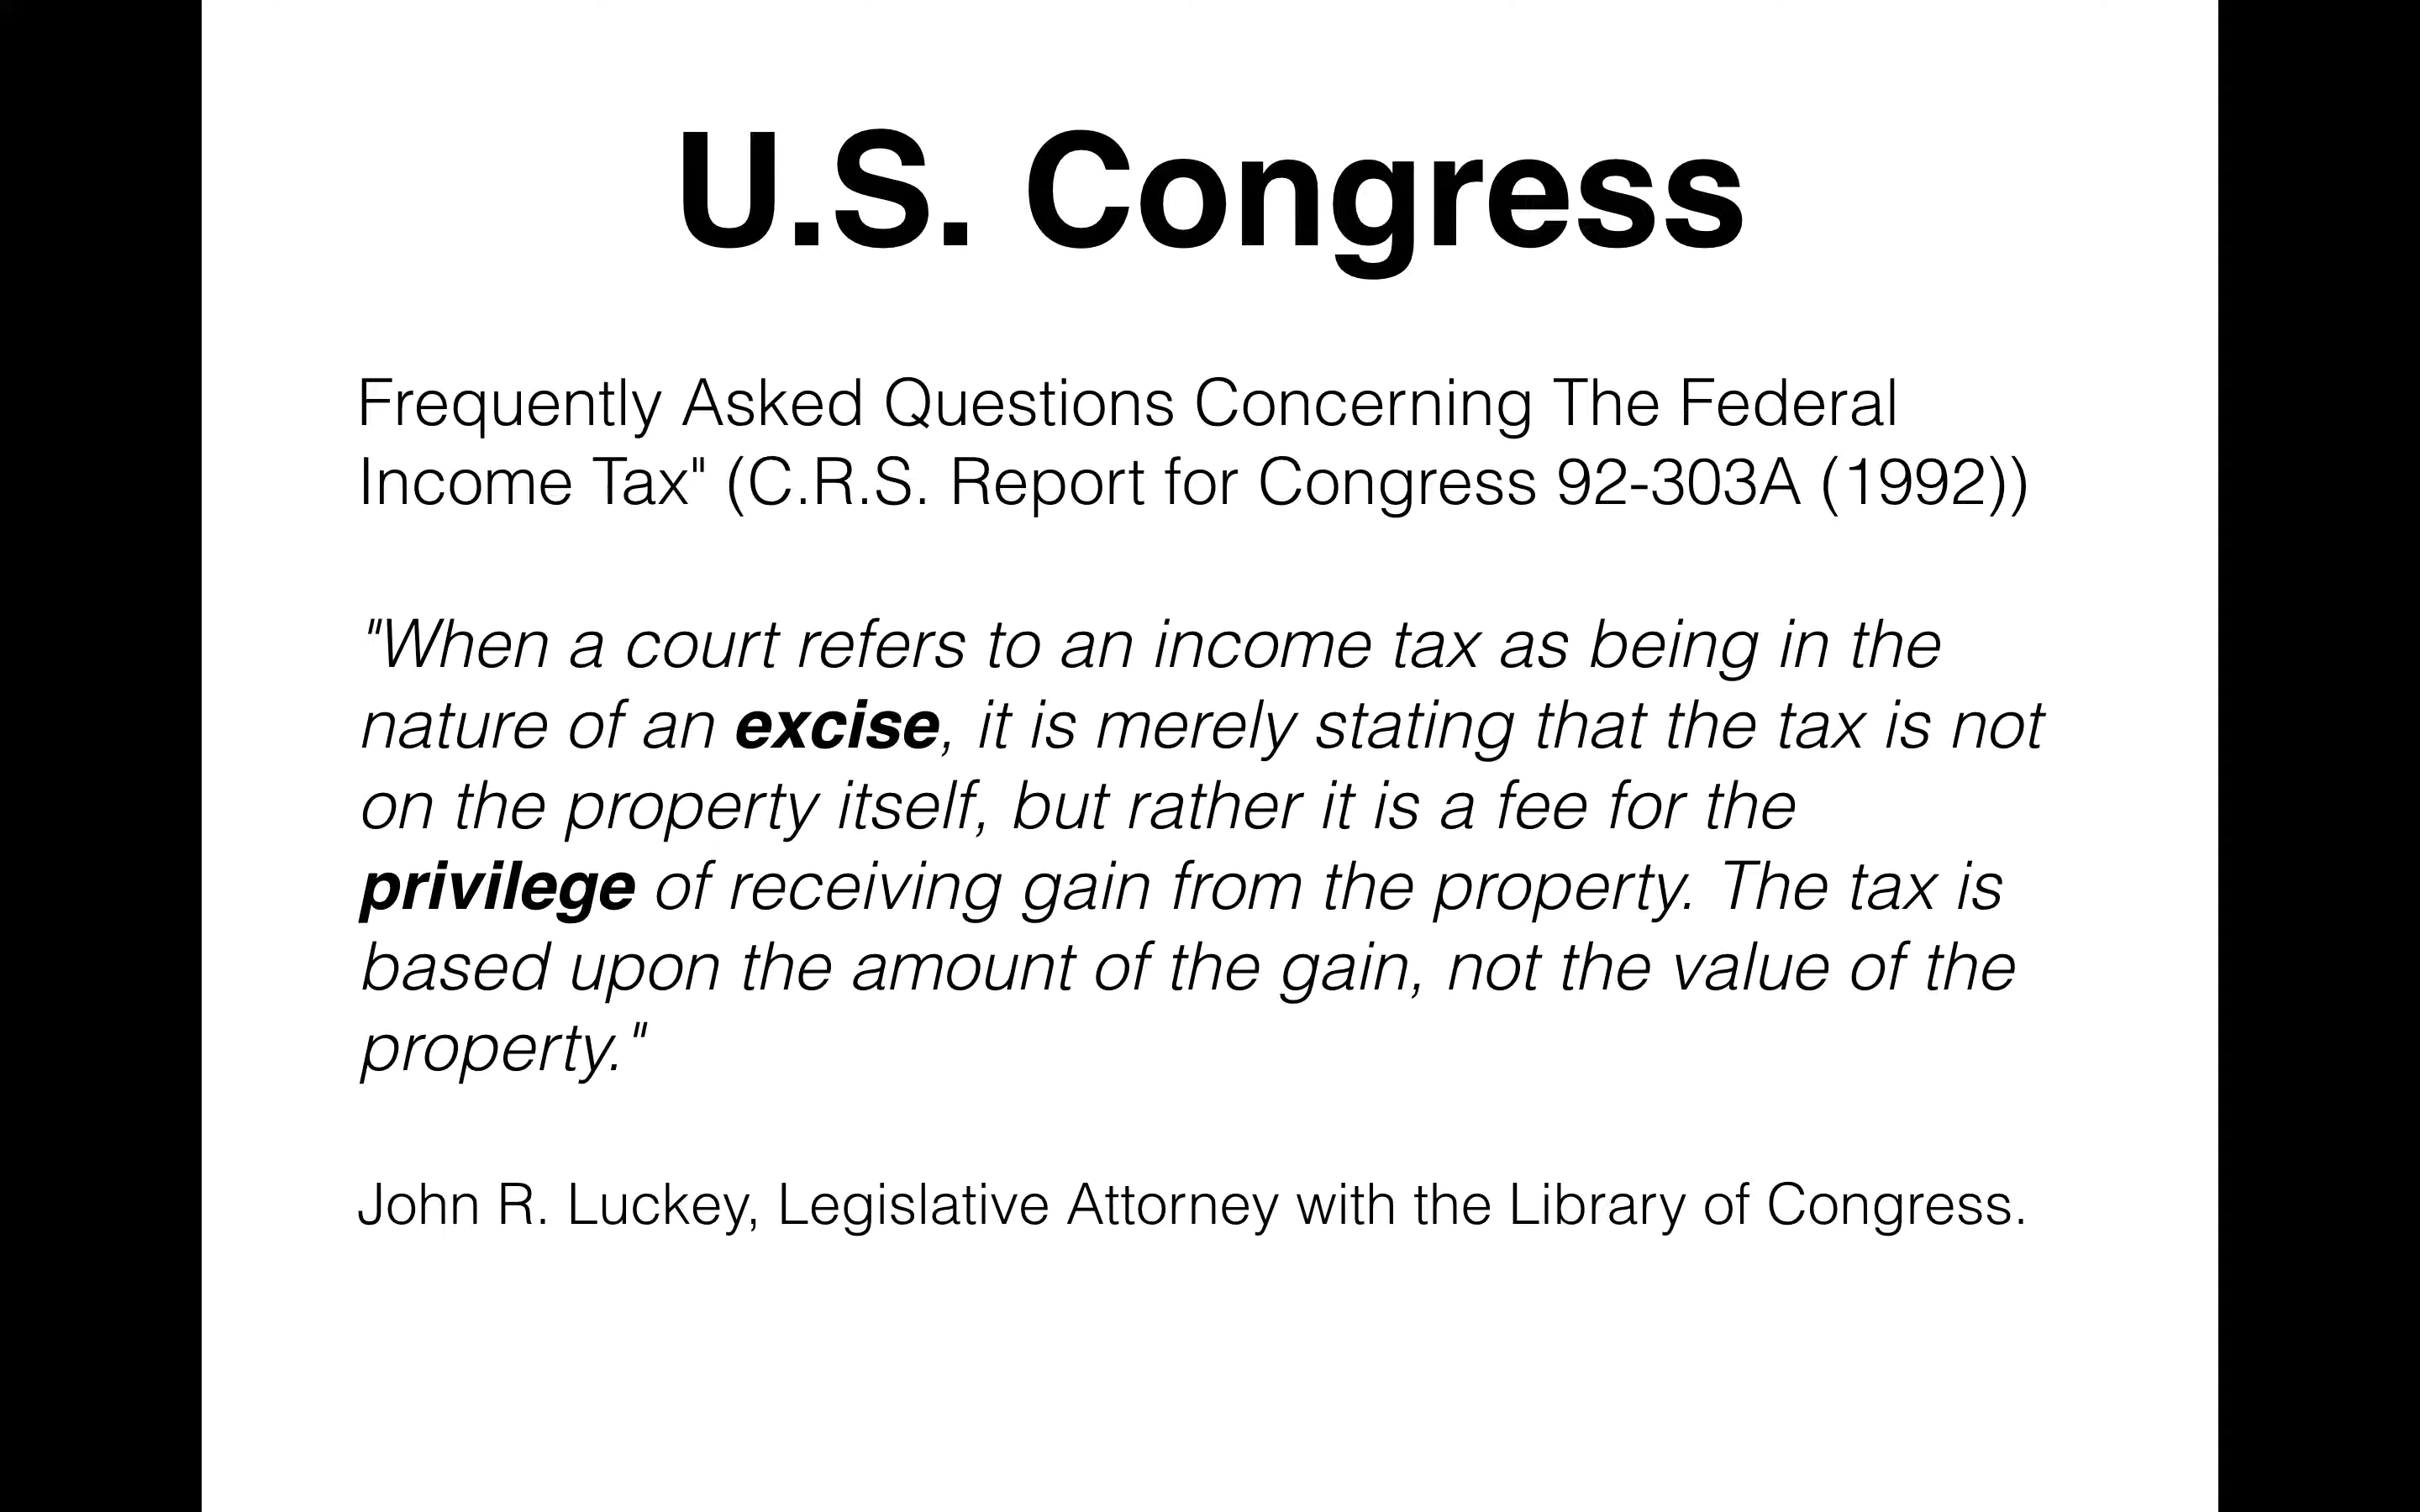 U.S. Congress
Frequently Asked Questions Concerning The Federal
Income Tax" (C.R.S. Report for Congress 92-303A (1992))
"When a court refers to an income tax as being in the
nature of an excise, it is merely stating that the tax is not
on the property itself, but rather it is a fee for the
privilege of receiving gain from the property. The tax is
based upon the amount of the gain, not the value of the
property."
John R. Luckey, Legislative Attorney with the Library of Congress.